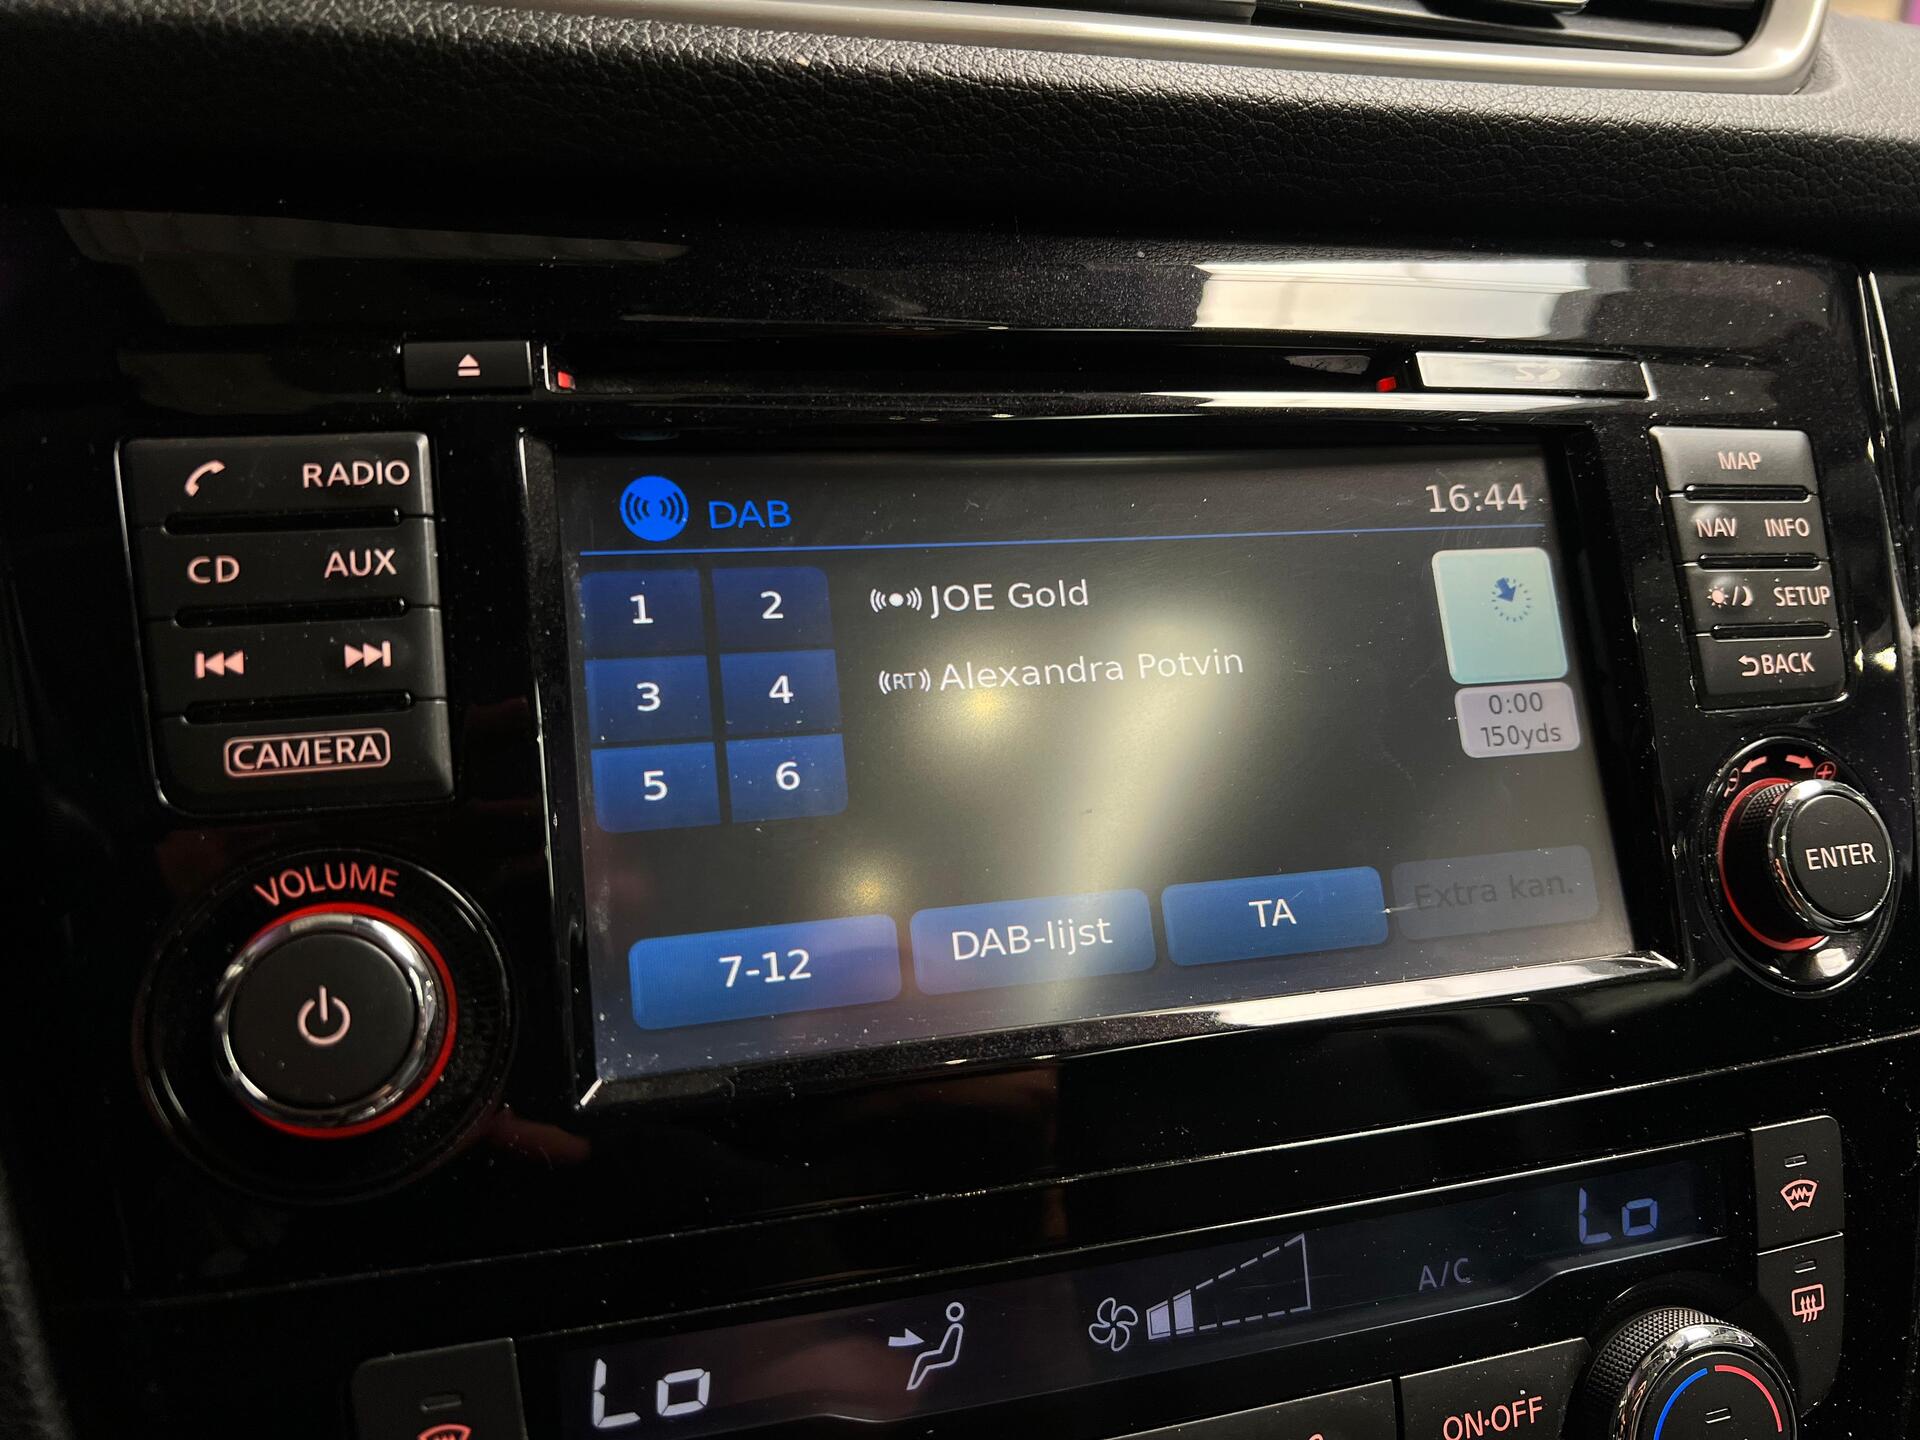 RADIO
CD AUX
CAMERA
VOLUME
DAB 16:44
1 2
JOE Gold
3 4
RT Alexandra Potvin
5 6
0:00
150yds
7-12 DAB-lijst TA Extra kan.
MAP
NAV INFO
SETUP
BACK
ENTER
Lo
A/C
Lo
ON·OFF